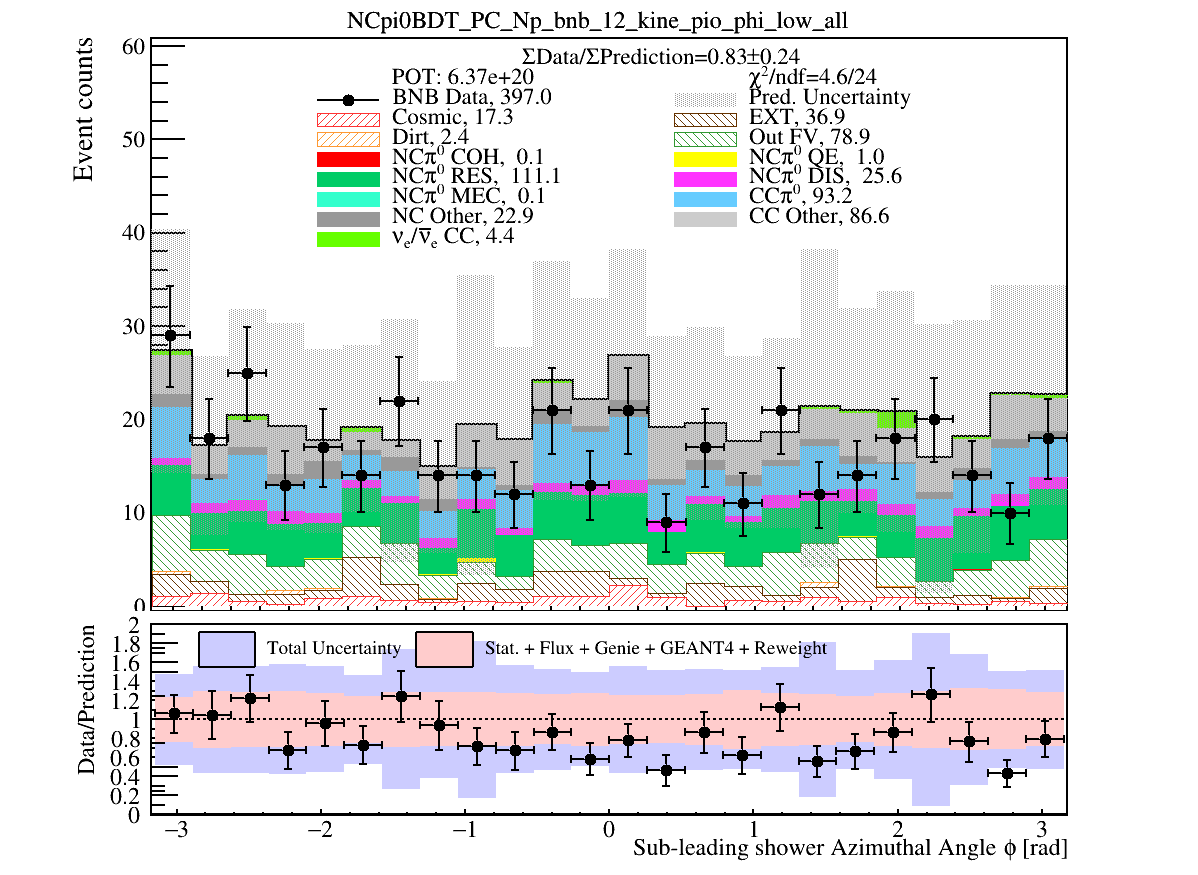 NCpi0BDT_PC_Np_bnb_12_kine_pio_phi_low_all
ΣData/ΣPrediction=0.83±0.24
POT: 6.37e+20
χ²/ndf=4.6/24
BNB Data, 397.0
Pred. Uncertainty
Cosmic, 17.3
EXT, 36.9
Dirt, 2.4
Out FV, 78.9
NCπ⁰ COH, 0.1
NCπ⁰ QE, 1.0
NCπ⁰ RES, 111.1
NCπ⁰ DIS, 25.6
NCπ⁰ MEC, 0.1
CCπ⁰, 93.2
NC Other, 22.9
CC Other, 86.6
νₑ/ν̅ₑ CC, 4.4
Event counts
60
50
40
30
20
10
0
Total Uncertainty
Stat. + Flux + Genie + GEANT4 + Reweight
Data/Prediction
2
1.8
1.6
1.4
1.2
1
0.8
0.6
0.4
0.2
0
−3 −2 −1 0 1 2 3
Sub-leading shower Azimuthal Angle ϕ [rad]